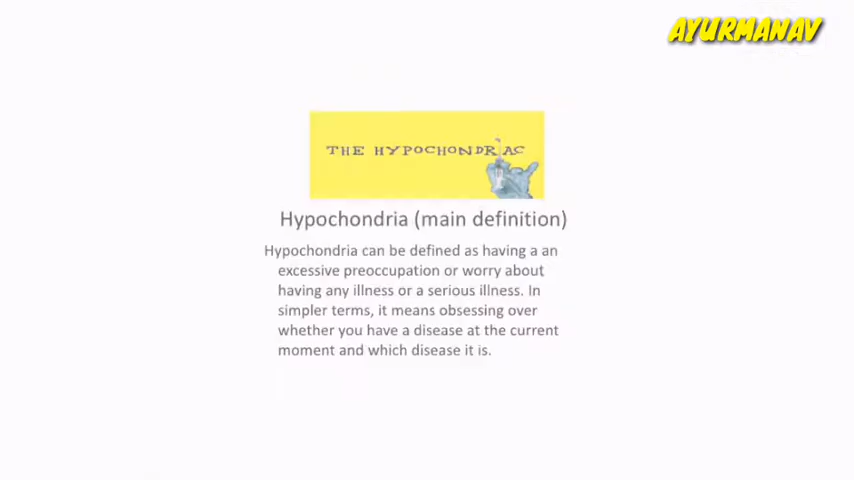 AYURMANAV
THE HYPOCHONDRIAC
Hypochondria (main definition)
Hypochondria can be defined as having a an
excessive preoccupation or worry about
having any illness or a serious illness. In
simpler terms, it means obsessing over
whether you have a disease at the current
moment and which disease it is.